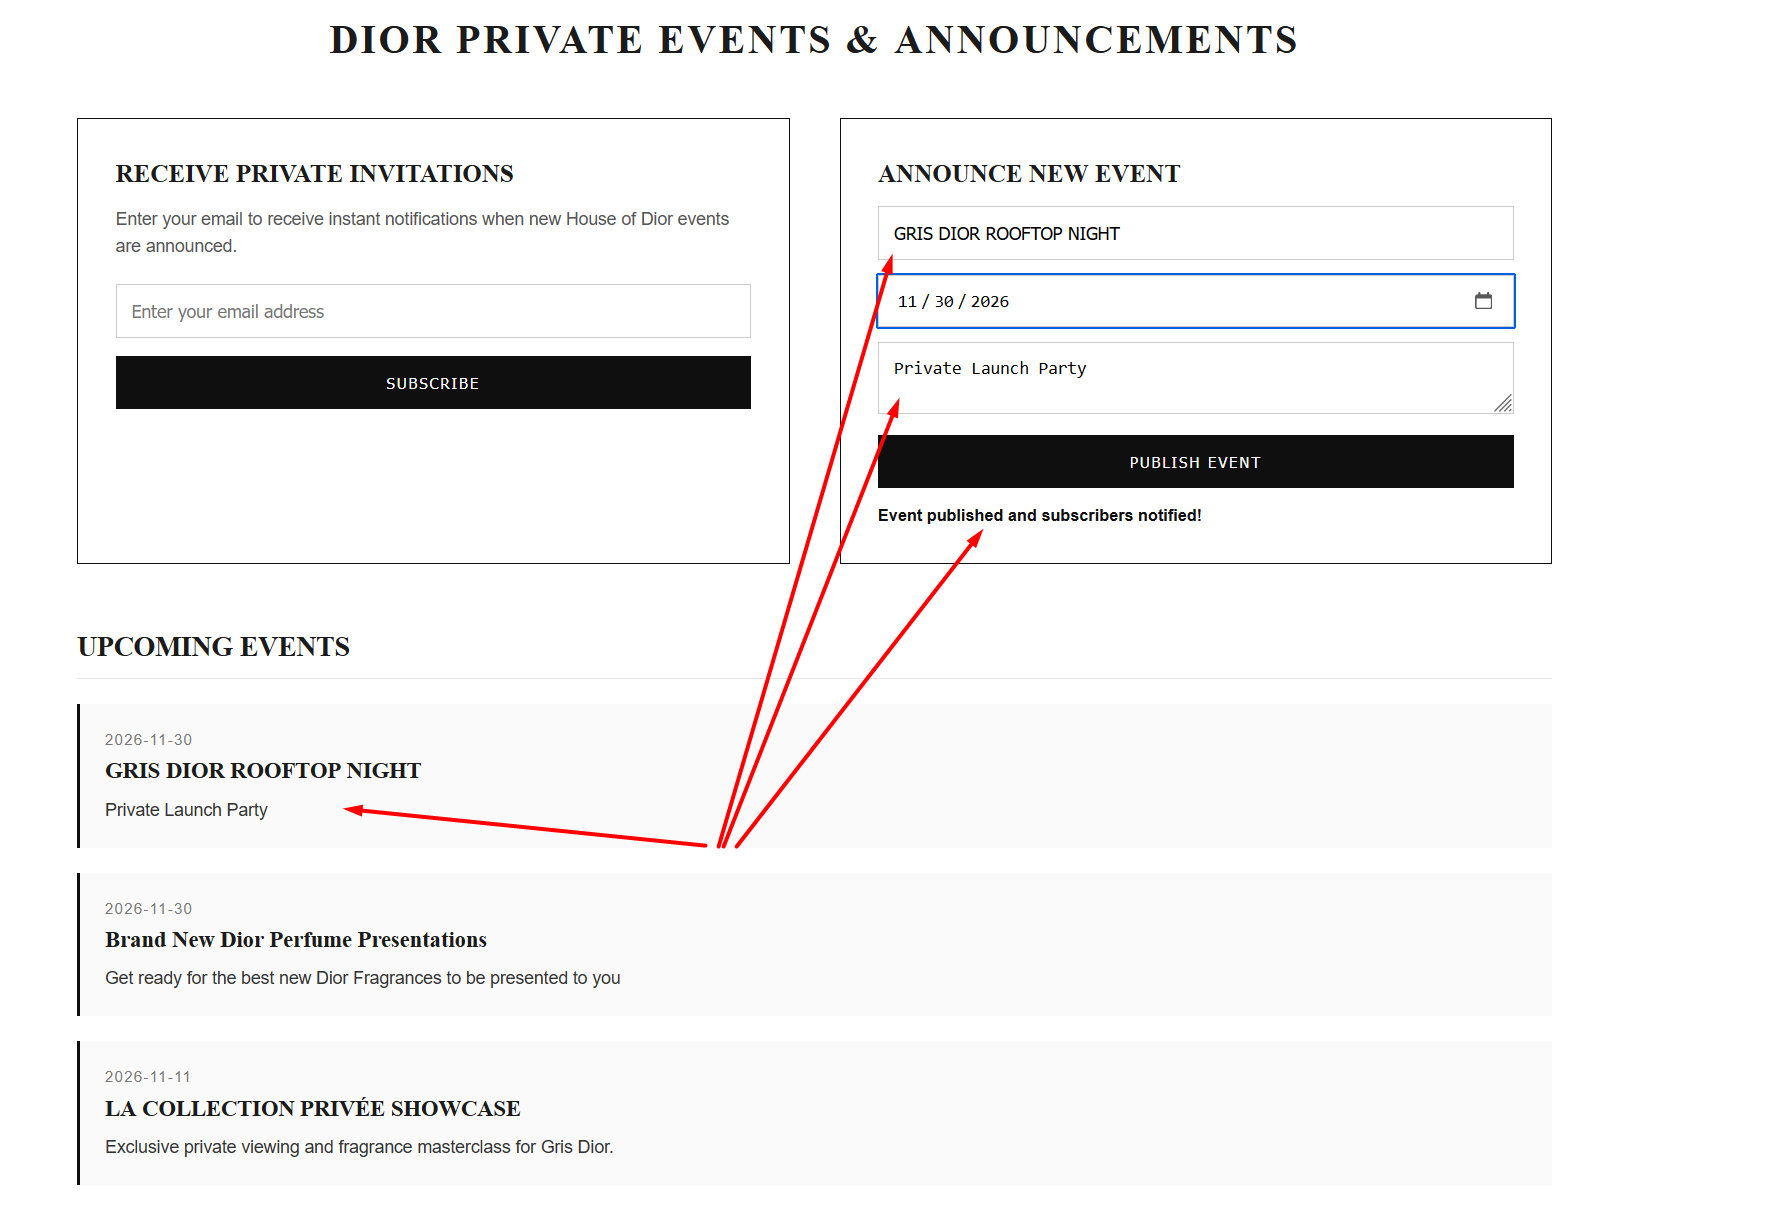 DIOR PRIVATE EVENTS & ANNOUNCEMENTS
RECEIVE PRIVATE INVITATIONS
Enter your email to receive instant notifications when new House of Dior events
are announced.
Enter your email address
SUBSCRIBE
ANNOUNCE NEW EVENT
GRIS DIOR ROOFTOP NIGHT
11 / 30 / 2026
Private Launch Party
PUBLISH EVENT
Event published and subscribers notified!
UPCOMING EVENTS
2026-11-30
GRIS DIOR ROOFTOP NIGHT
Private Launch Party
2026-11-30
Brand New Dior Perfume Presentations
Get ready for the best new Dior Fragrances to be presented to you
2026-11-11
LA COLLECTION PRIVÉE SHOWCASE
Exclusive private viewing and fragrance masterclass for Gris Dior.